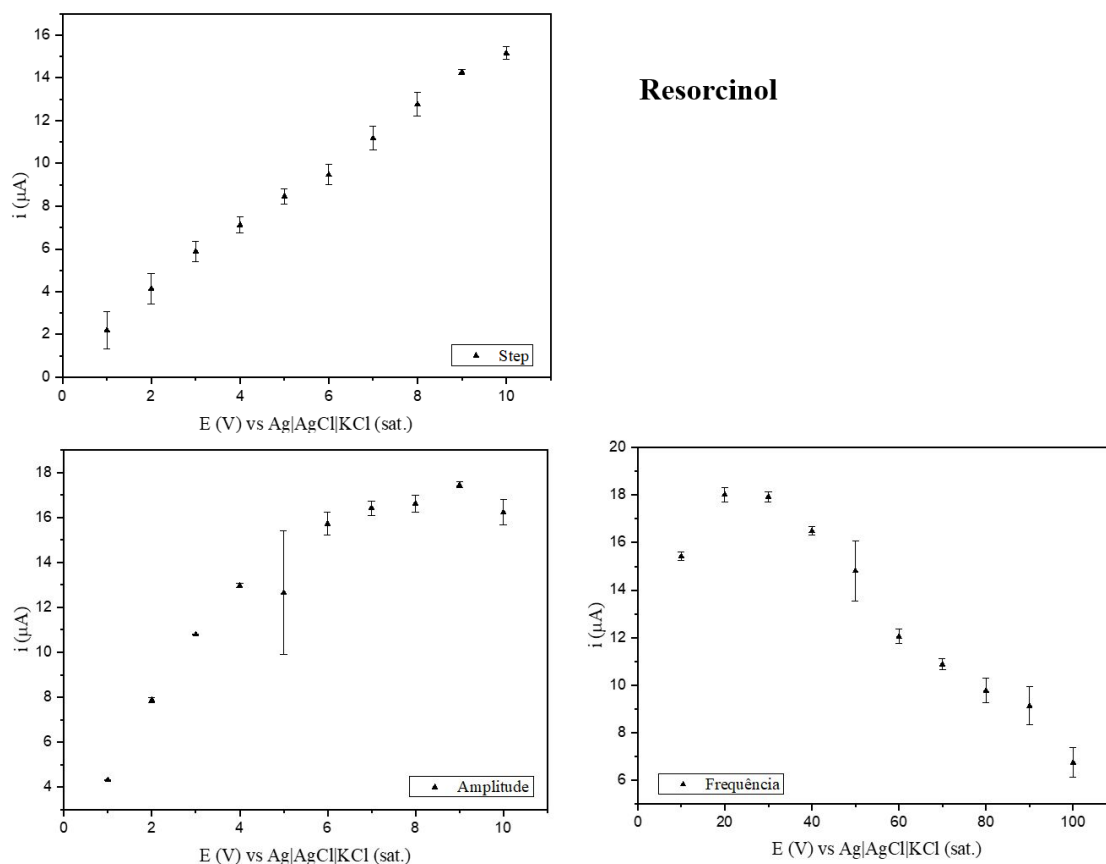 16
14
12
10
8
6
4
2
0
i (µA)
0 2 4 6 8 10
E (V) vs Ag|AgCl|KCl (sat.)
Step
Resorcinol
18
16
14
12
10
8
6
4
i (µA)
0 2 4 6 8 10
E (V) vs Ag|AgCl|KCl (sat.)
Amplitude
20
18
16
14
12
10
8
6
i (µA)
0 20 40 60 80 100
E (V) vs Ag|AgCl|KCl (sat.)
Frequência